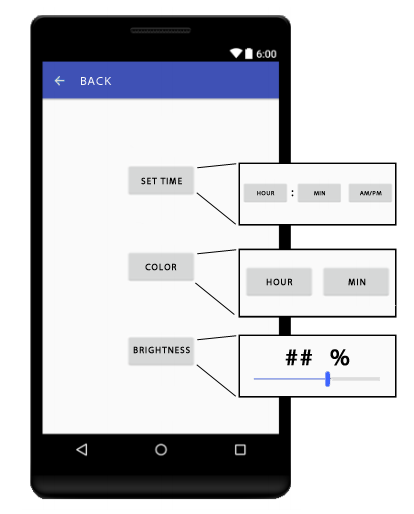 6:00
BACK
SET TIME
HOUR : MIN AM/PM
COLOR
HOUR MIN
BRIGHTNESS
## %